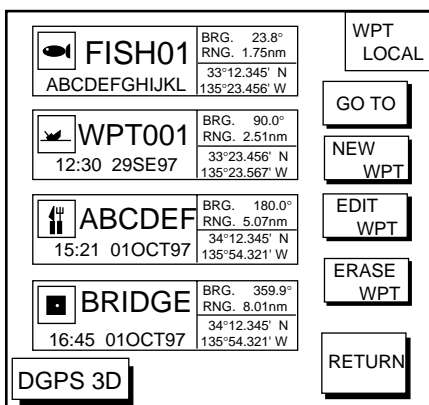 FISH01
ABCDEFGHIJKL
BRG. 23.8°
RNG. 1.75nm
33°12.345' N
135°23.456' W
WPT001
12:30 29SE97
BRG. 90.0°
RNG. 2.51nm
33°23.456' N
135°23.567' W
ABCDEF
15:21 01OCT97
BRG. 180.0°
RNG. 5.07nm
34°12.345' N
135°54.321' W
BRIDGE
16:45 01OCT97
BRG. 359.9°
RNG. 8.01nm
34°12.345' N
135°54.321' W
DGPS 3D
WPT
LOCAL
GO TO
NEW
WPT
EDIT
WPT
ERASE
WPT
RETURN